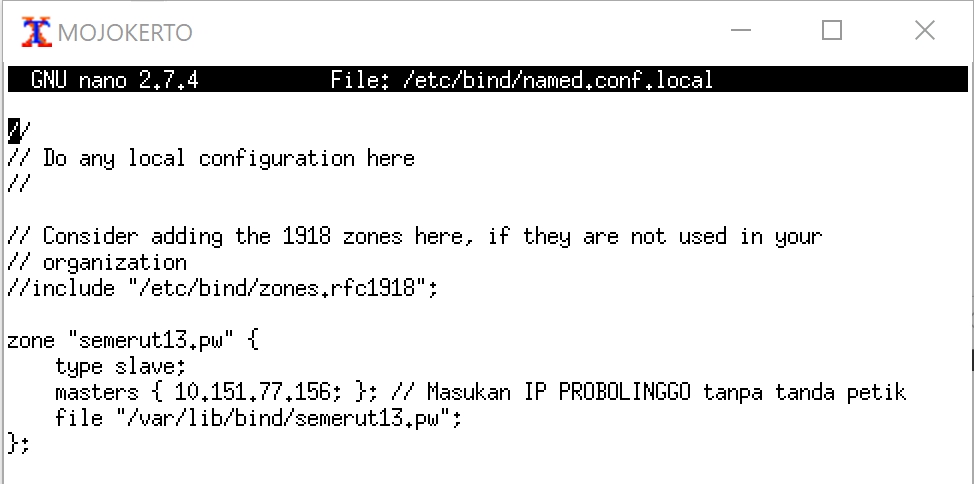 MOJOKERTO
GNU nano 2.7.4 File: /etc/bind/named.conf.local
//
// Do any local configuration here
//
// Consider adding the 1918 zones here, if they are not used in your
// organization
//include "/etc/bind/zones.rfc1918";
zone "semerut13.pw" {
    type slave;
    masters { 10.151.77.156; }; // Masukan IP PROBOLINGGO tanpa tanda petik
    file "/var/lib/bind/semerut13.pw";
};